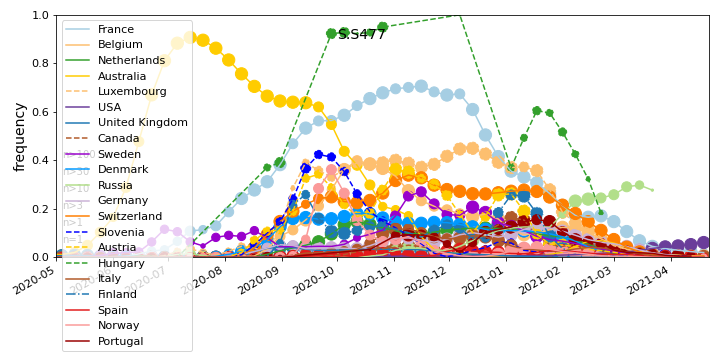 1.0
0.8
0.6
0.4
0.2
0.0
frequency
S:S477
France
Belgium
Netherlands
Australia
Luxembourg
USA
United Kingdom
Canada
Sweden
Denmark
Russia
Germany
Switzerland
Slovenia
Austria
Hungary
Italy
Finland
Spain
Norway
Portugal
n>3
n>1
n=1
2020-05
2020-06
2020-07
2020-08
2020-09
2020-10
2020-11
2020-12
2021-01
2021-02
2021-03
2021-04